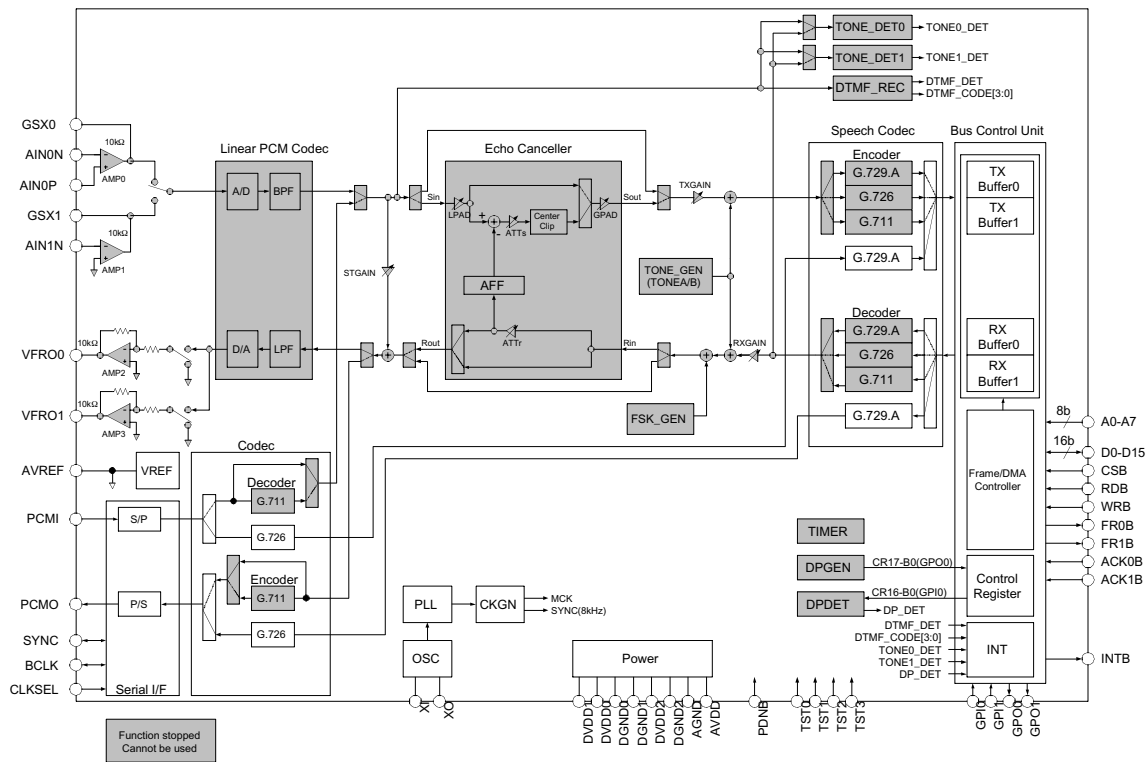 TONE_DET0
TONE0_DET
TONE_DET1
TONE1_DET
DTMF_REC
DTMF_DET
DTMF_CODE[3:0]
GSX0
10kΩ
AIN0N
AMP0
AIN0P
GSX1
10kΩ
AIN1N
AMP1
Linear PCM Codec
A/D
BPF
D/A
LPF
STGAIN
Echo Canceller
Sin
LPAD
ATTs
Center
Clip
GPAD
Sout
AFF
ATTr
Rout
Rin
TXGAIN
TONE_GEN
(TONEA/B)
RXGAIN
FSK_GEN
Speech Codec
Encoder
G.729.A
G.726
G.711
G.729.A
Decoder
G.729.A
G.726
G.711
G.729.A
Bus Control Unit
TX
Buffer0
TX
Buffer1
RX
Buffer0
RX
Buffer1
Frame/DMA
Controller
Control
Register
INT
VFRO0
10kΩ
AMP2
VFRO1
10kΩ
AMP3
AVREF
VREF
PCMI
S/P
PCMO
P/S
SYNC
BCLK
CLKSEL
Serial I/F
Codec
Decoder
G.711
G.726
Encoder
G.711
G.726
PLL
CKGN
MCK
SYNC(8kHz)
OSC
XI
XO
Power
DVDD1
DVDD0
DGND0
DGND1
DVDD2
DGND2
AGND
AVDD
PDNB
TST0
TST1
TST2
TST3
TIMER
DPGEN
CR17-B0(GPO0)
DPDET
CR16-B0(GPI0)
DP_DET
DTMF_DET
DTMF_CODE[3:0]
TONE0_DET
TONE1_DET
DP_DET
GPI0
GPI1
GPO0
GPO1
8b
A0-A7
16b
D0-D15
CSB
RDB
WRB
FR0B
FR1B
ACK0B
ACK1B
INTB
Function stopped
Cannot be used